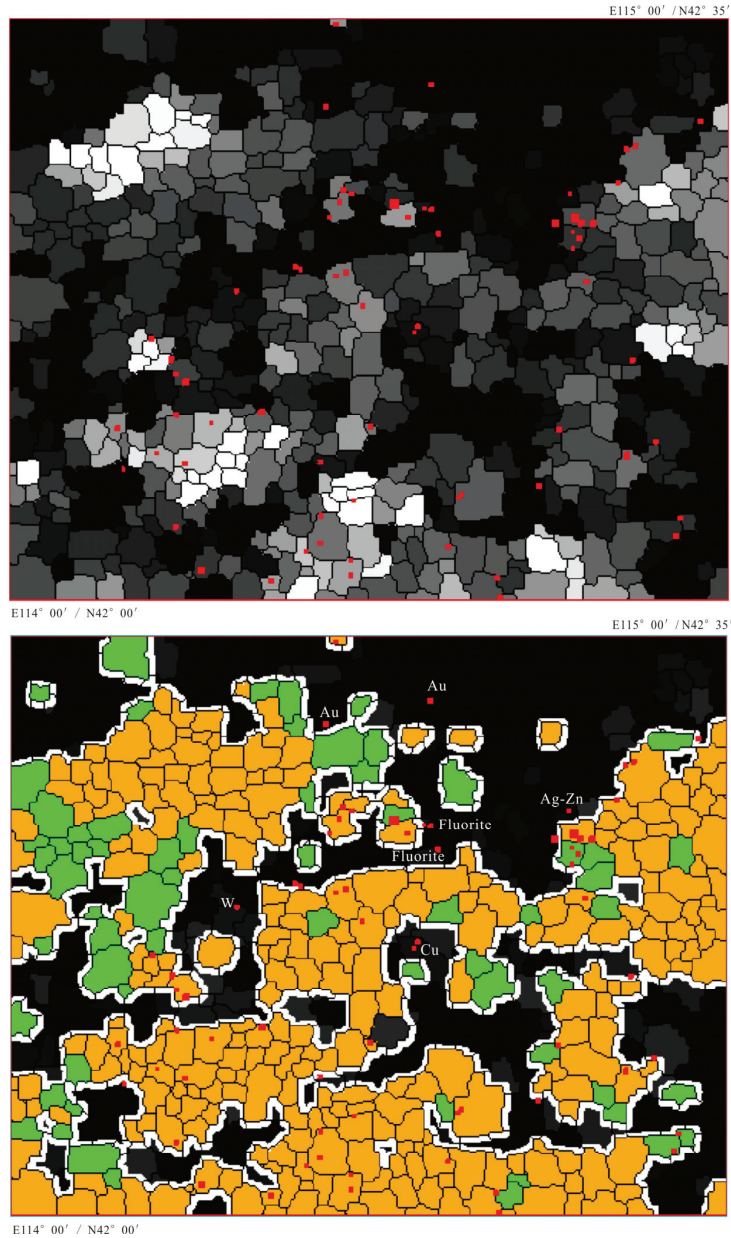 E115° 00′ / N42° 35′
E114° 00′ / N42° 00′
E115° 00′ / N42° 35′
Au
Au
Ag-Zn
Fluorite
Fluorite
W
Cu
E114° 00′ / N42° 00′